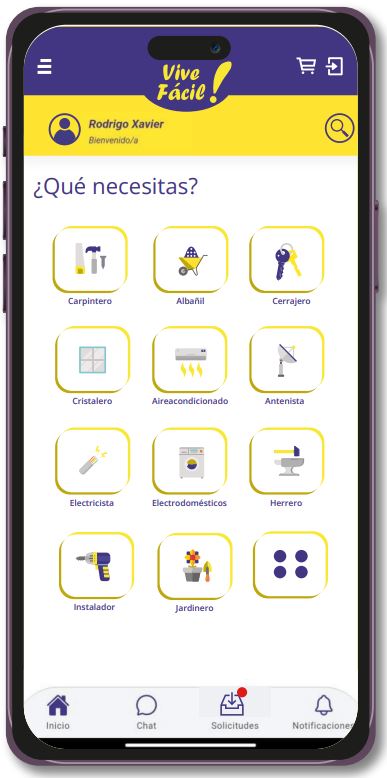 Vive
Fácil!
Rodrigo Xavier
Bienvenido/a
¿Qué necesitas?
Carpintero
Albañil
Cerrajero
Cristalero
Aireacondicionado
Antenista
Electricista
Electrodomésticos
Herrero
Instalador
Jardinero
Inicio
Chat
Solicitudes
Notificaciones